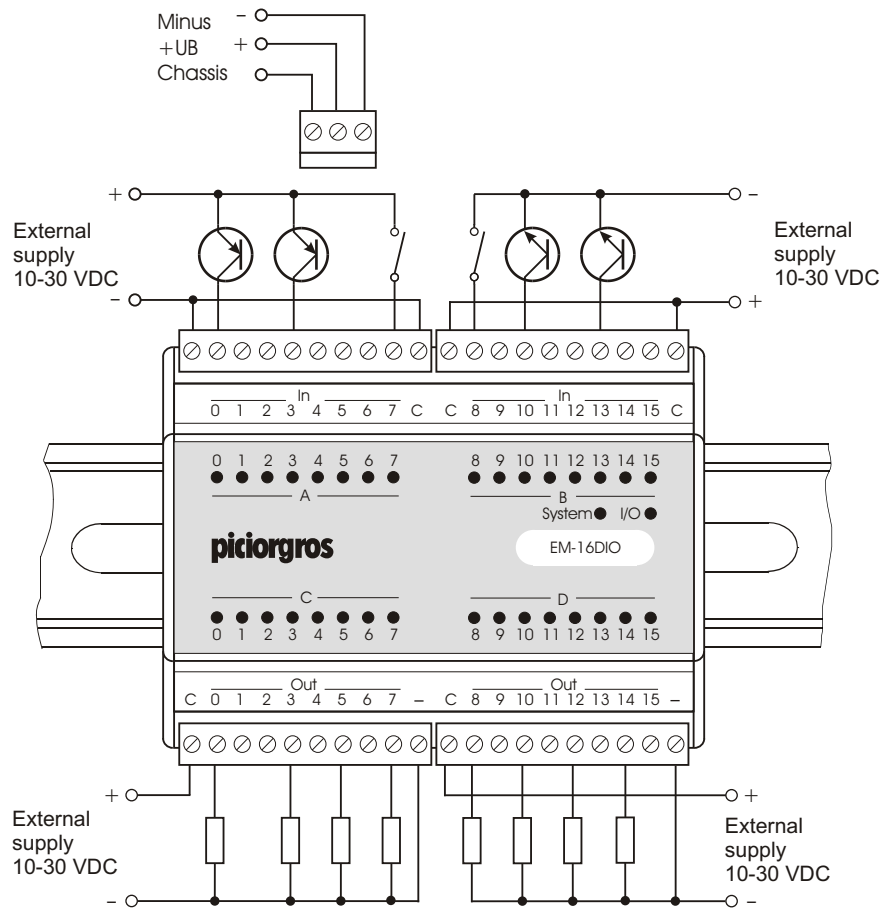 Minus -
+UB +
Chassis
+ -
External supply 10-30 VDC
External supply 10-30 VDC
- +
In In
0 1 2 3 4 5 6 7 C C 8 9 10 11 12 13 14 15 C
0 1 2 3 4 5 6 7 8 9 10 11 12 13 14 15
A B
System I/O
piciorgros EM-16DIO
C D
0 1 2 3 4 5 6 7 8 9 10 11 12 13 14 15
Out Out
C 0 1 2 3 4 5 6 7 – C 8 9 10 11 12 13 14 15 –
+ +
External supply 10-30 VDC
External supply 10-30 VDC
- -